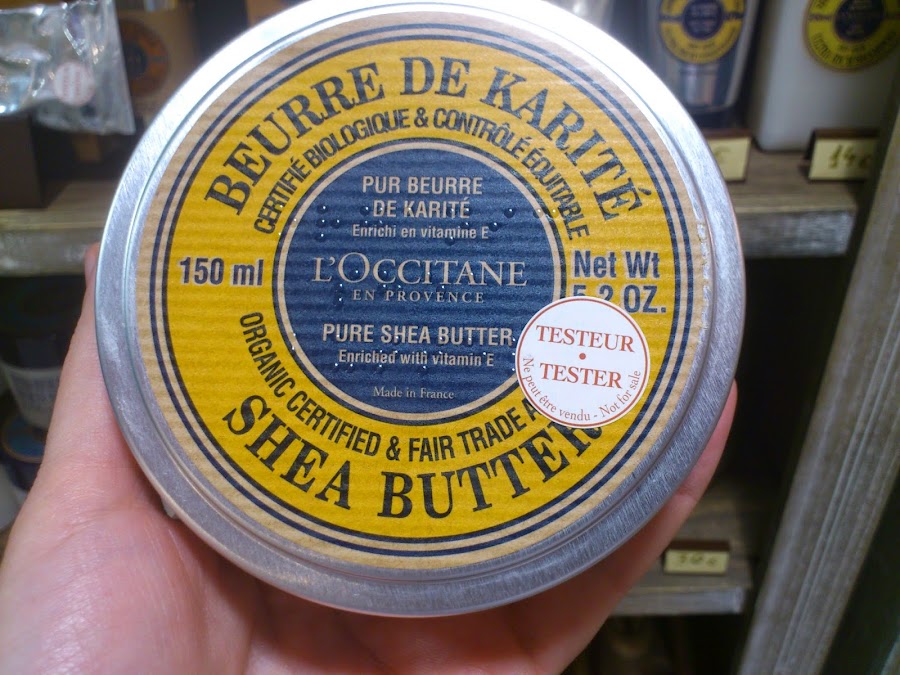 BEURRE DE KARITÉ
CERTIFIÉ BIOLOGIQUE & CONTRÔLÉ ÉQUITABLE
PUR BEURRE
DE KARITÉ
Enrichi en vitamine E
150 ml
L'OCCITANE
EN PROVENCE
Net Wt
5.2 OZ.
PURE SHEA BUTTER
Enriched with vitamin E
Made in France
TESTEUR
• TESTER
Ne peut être vendu - Not for sale
ORGANIC CERTIFIED & FAIR TRADE
SHEA BUTTER
14€